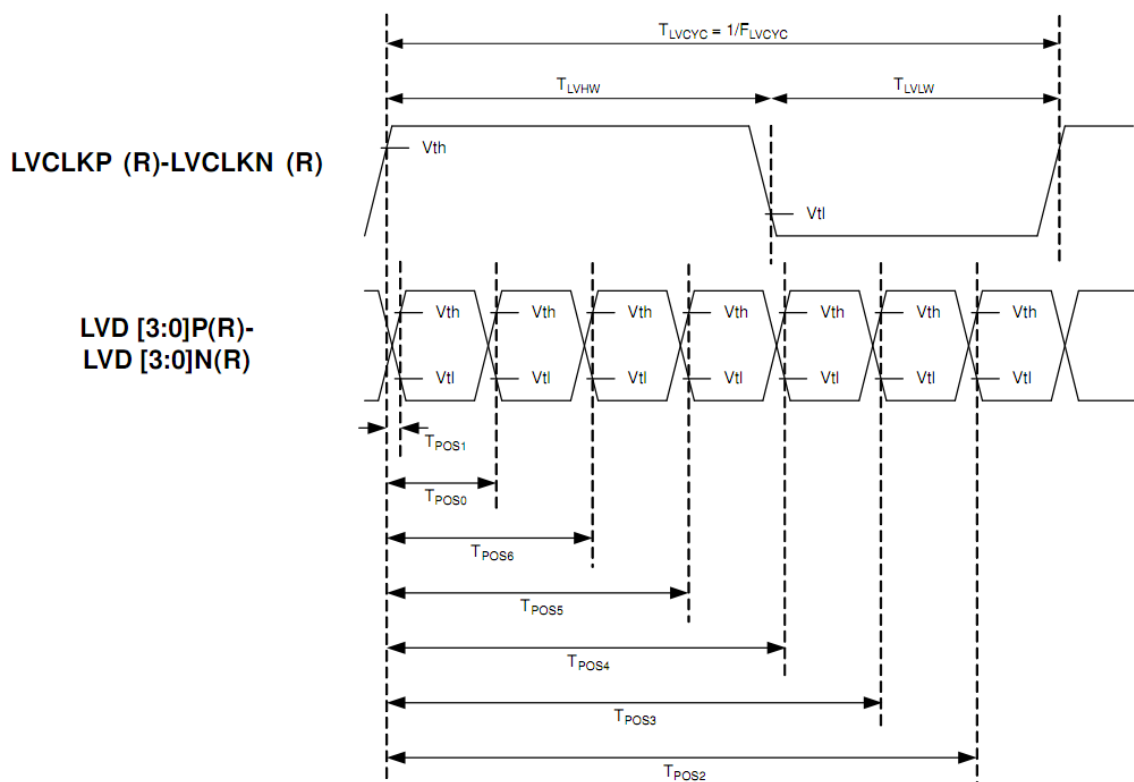 TLVCYC = 1/FLVCYC
TLVHW
TLVLW
LVCLKP (R)-LVCLKN (R)
Vth
Vtl
LVD [3:0]P(R)-
LVD [3:0]N(R)
Vth Vth Vth Vth Vth Vth Vth
Vtl Vtl Vtl Vtl Vtl Vtl Vtl
TPOS1
TPOS0
TPOS6
TPOS5
TPOS4
TPOS3
TPOS2